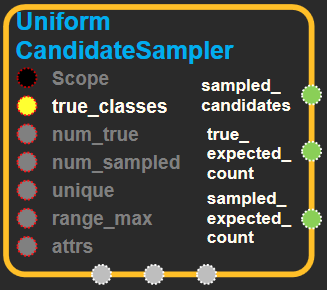 Uniform
CandidateSampler
Scope
true_classes
num_true
num_sampled
unique
range_max
attrs
sampled_
candidates
true_
expected_
count
sampled_
expected_
count